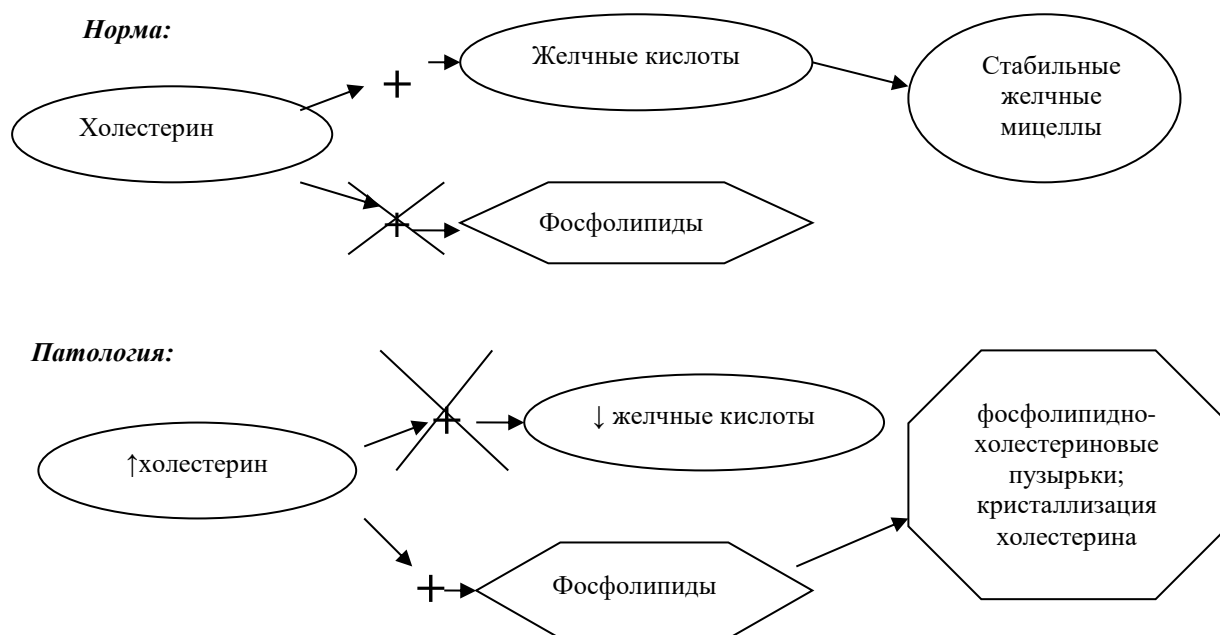 Норма:
Холестерин
+
Желчные кислоты
Стабильные
желчные
мицеллы
+
Фосфолипиды
Патология:
↑холестерин
+
↓ желчные кислоты
фосфолипидно-
холестериновые
пузырьки;
кристаллизация
холестерина
+
Фосфолипиды